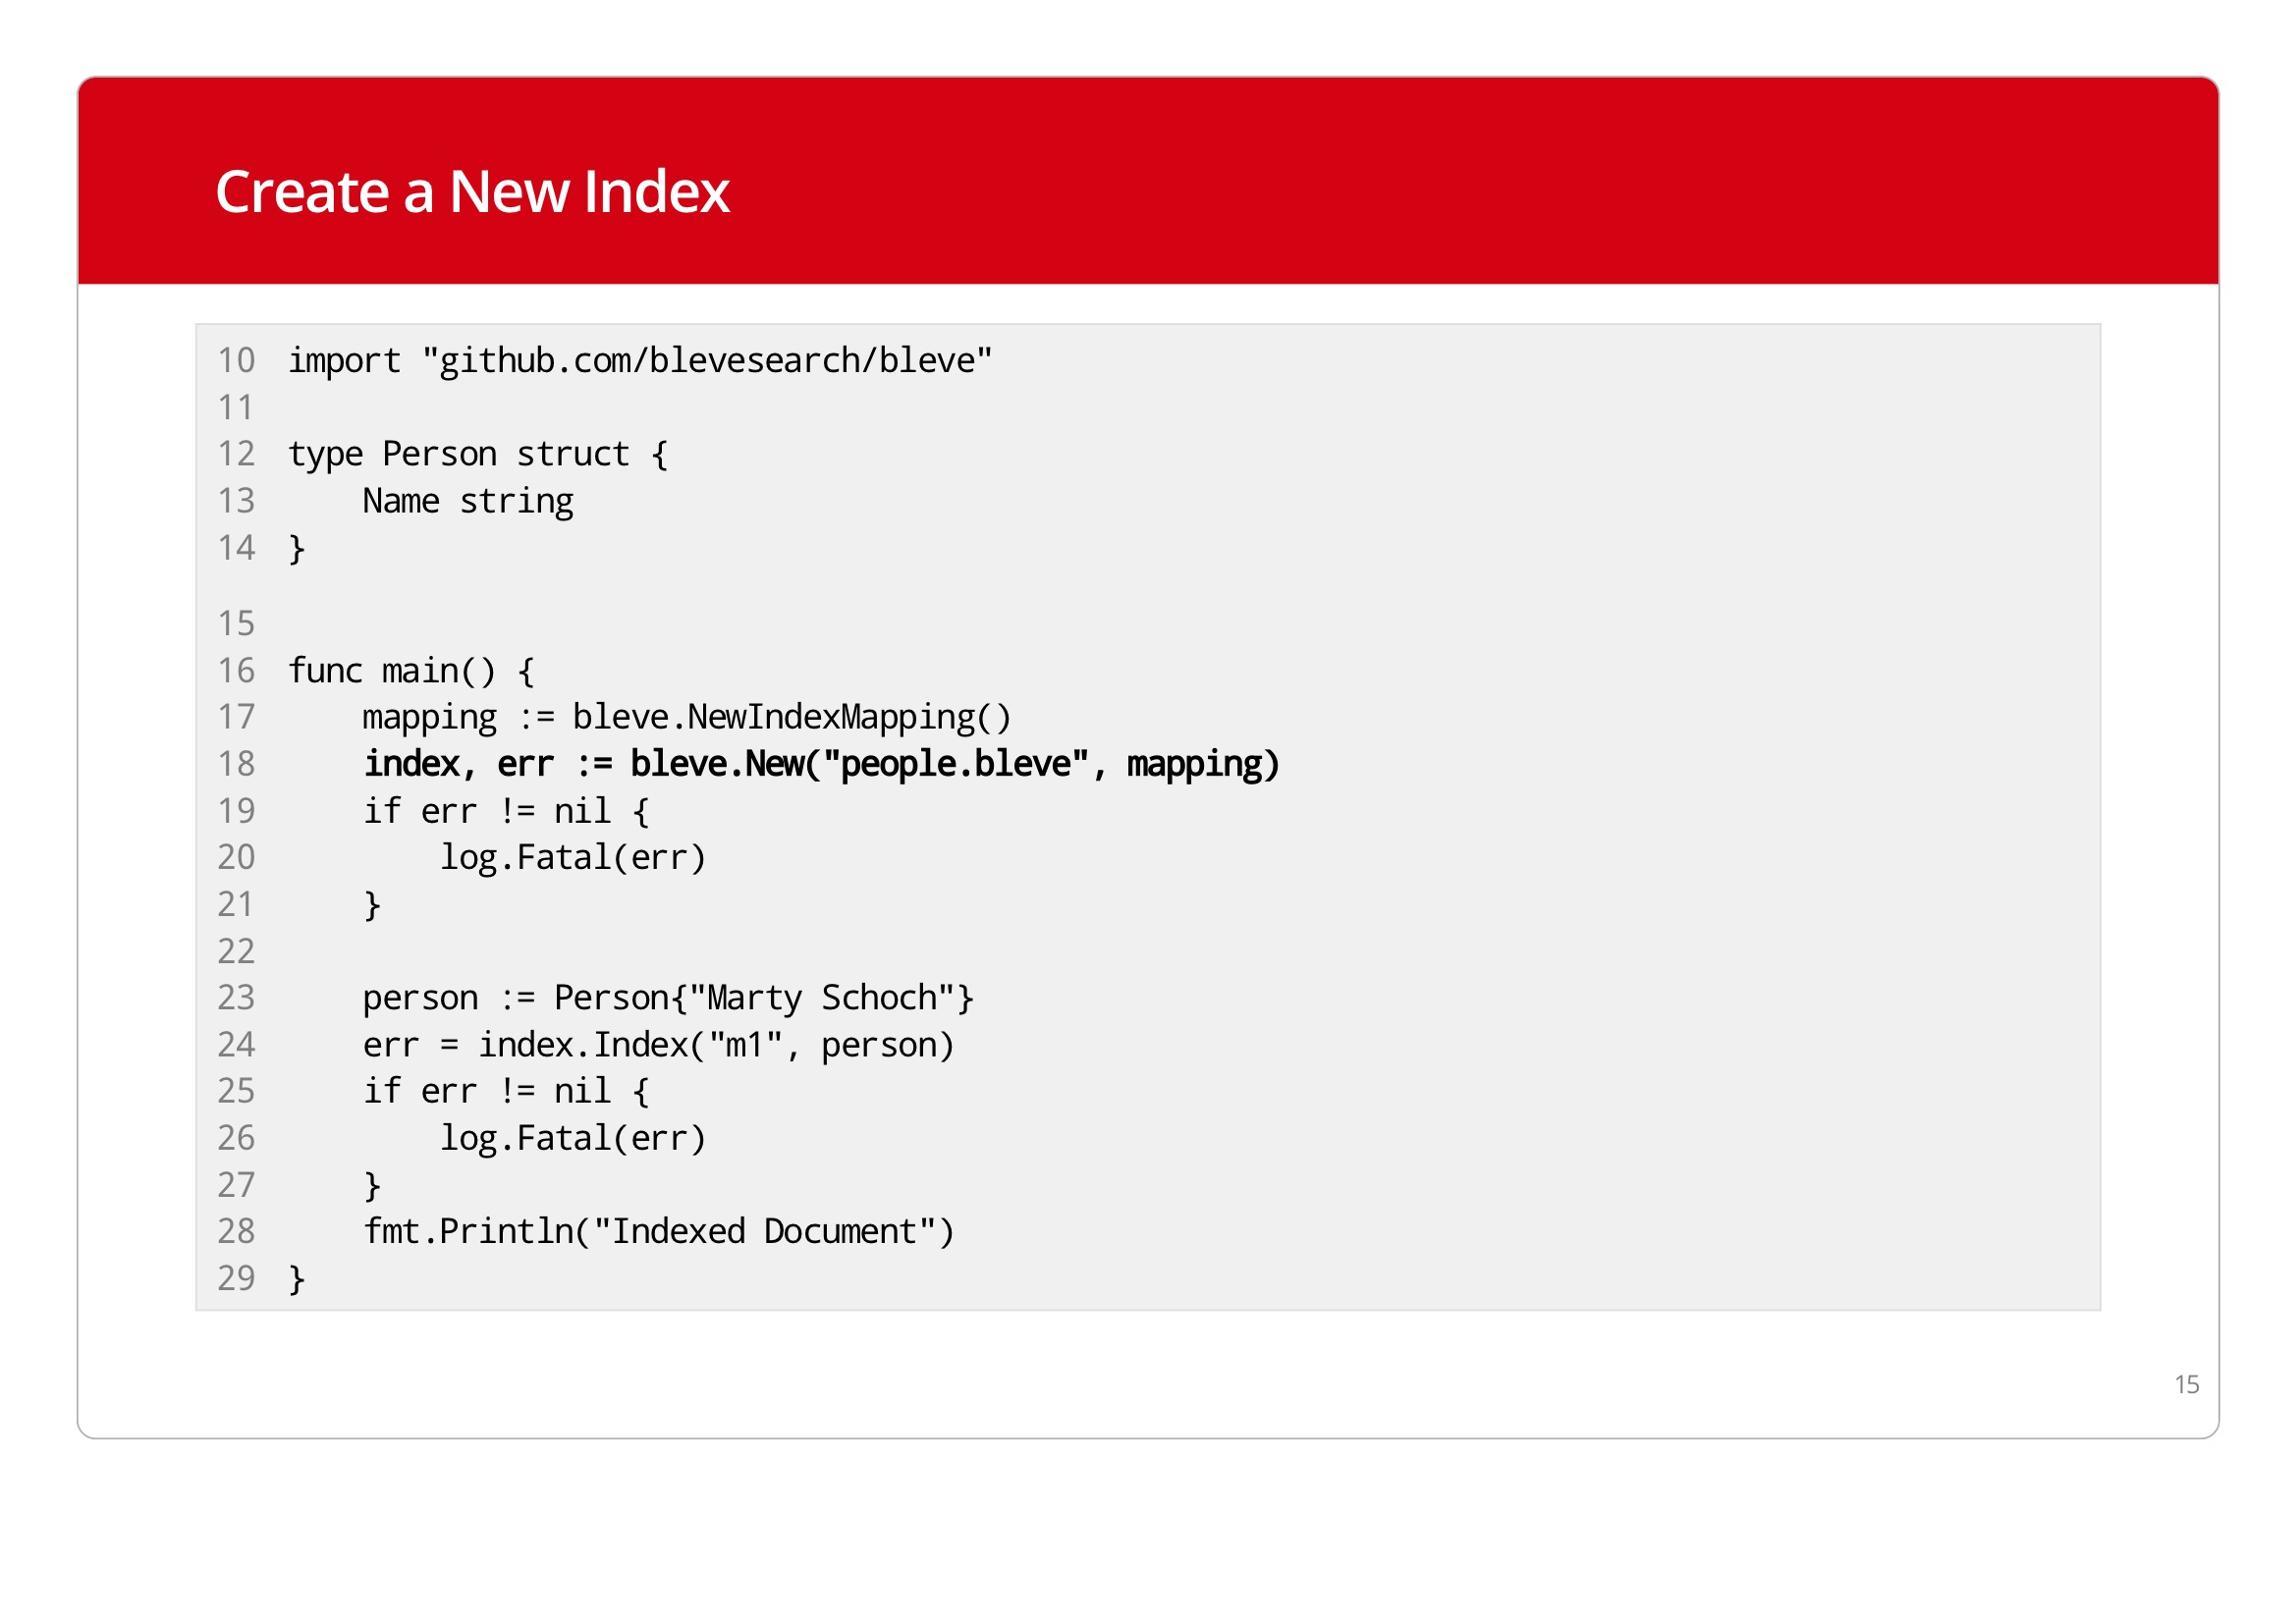 Create a New Index
10 import "github.com/blevesearch/bleve"
11
12 type Person struct {
13     Name string
14 }
15
16 func main() {
17     mapping := bleve.NewIndexMapping()
18     index, err := bleve.New("people.bleve", mapping)
19     if err != nil {
20         log.Fatal(err)
21     }
22
23     person := Person{"Marty Schoch"}
24     err = index.Index("m1", person)
25     if err != nil {
26         log.Fatal(err)
27     }
28     fmt.Println("Indexed Document")
29 }
15